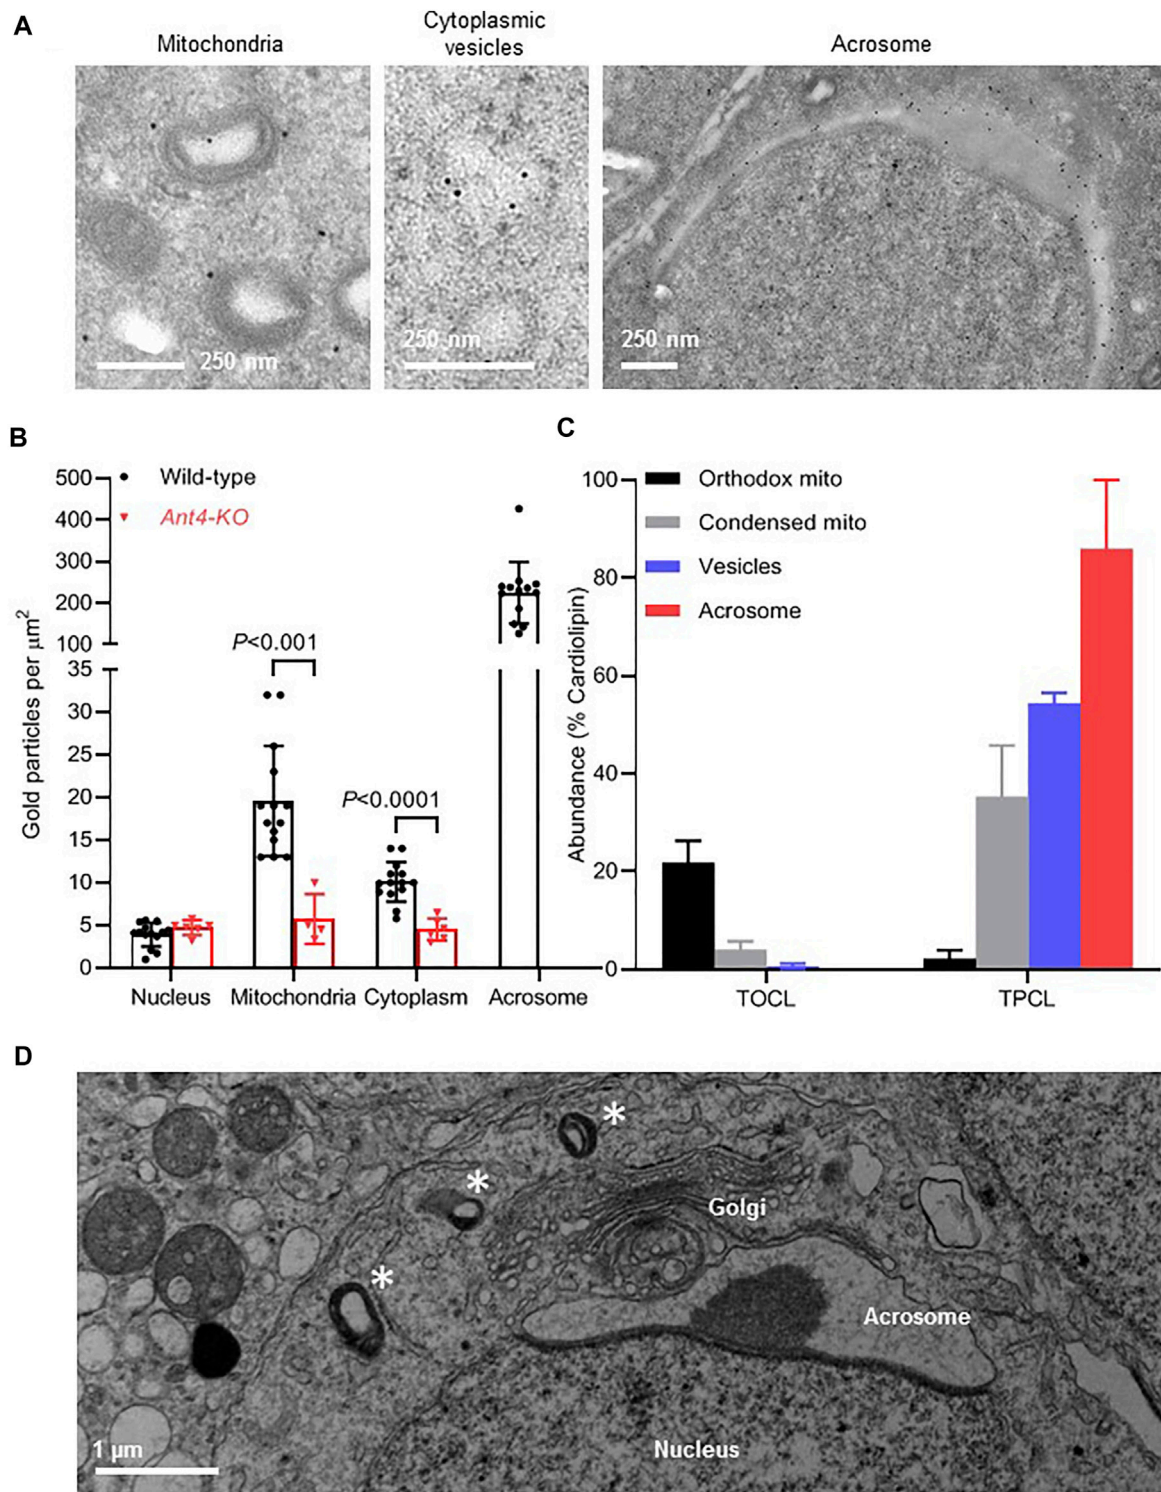 A
Mitochondria
Cytoplasmic
vesicles
Acrosome
250 nm
250 nm
250 nm
B
Gold particles per μm2
500
400
300
200
100
35
30
25
20
15
10
5
0
Wild-type
Ant4-KO
P<0.001
P<0.0001
Nucleus
Mitochondria
Cytoplasm
Acrosome
C
Abundance (% Cardiolipin)
100
80
60
40
20
0
Orthodox mito
Condensed mito
Vesicles
Acrosome
TOCL
TPCL
D
*
*
*
Golgi
Acrosome
Nucleus
1 μm